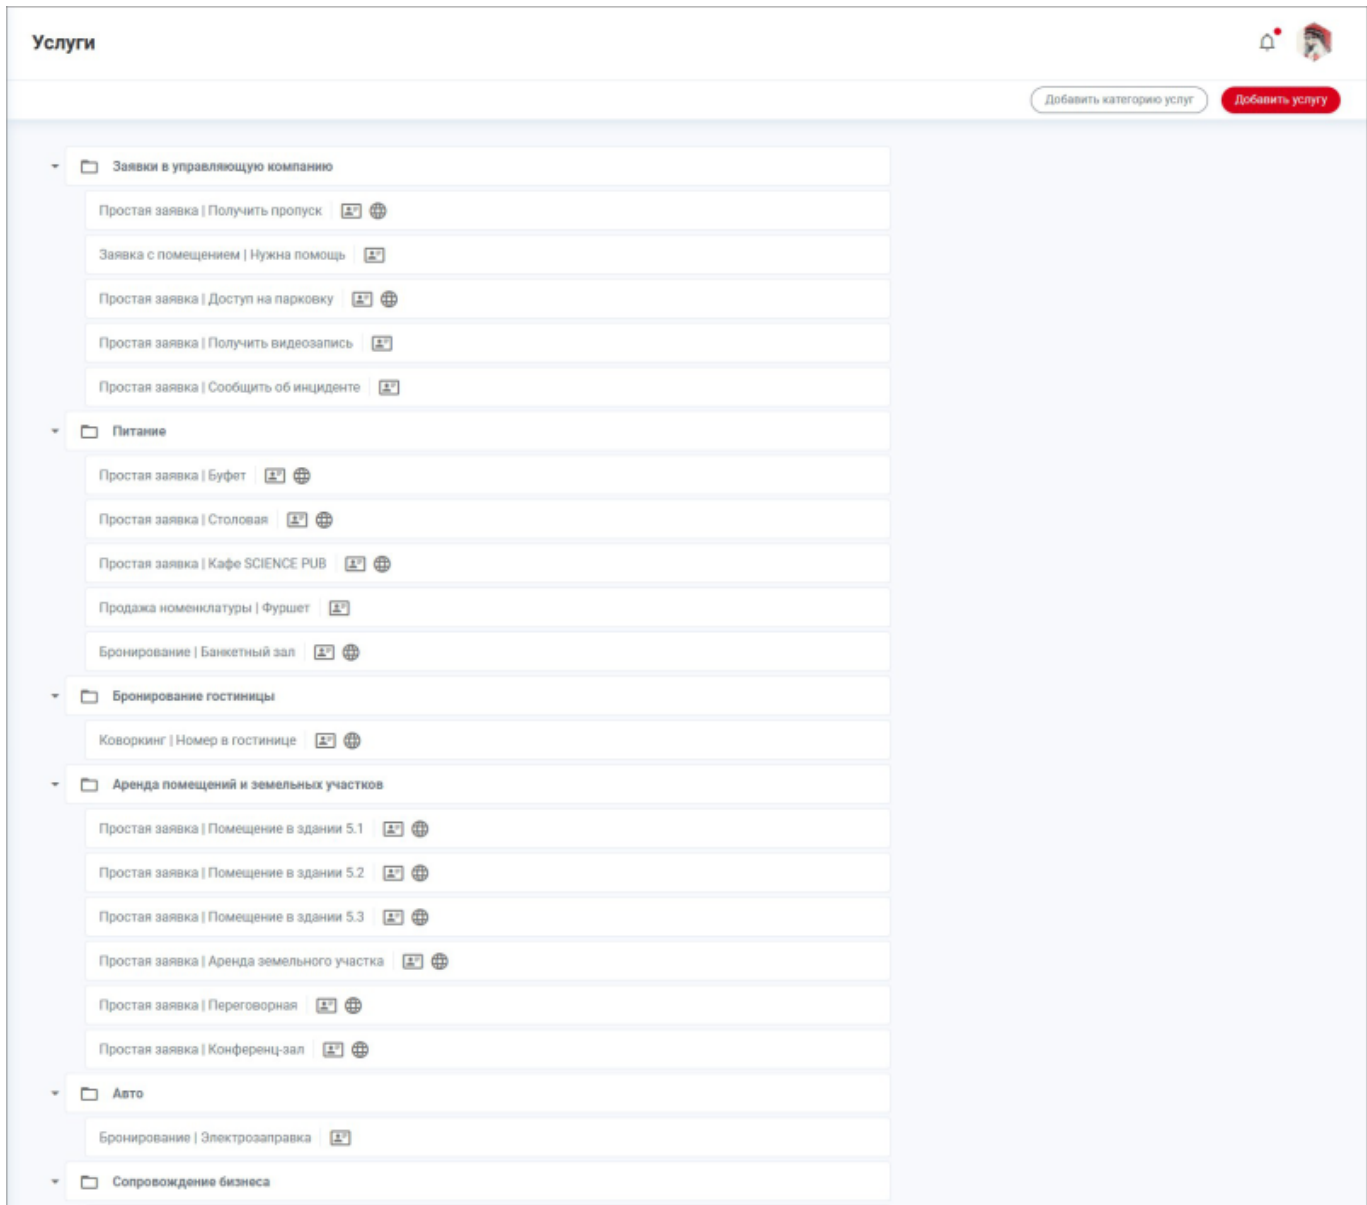 Услуги
Добавить категорию услуг
Добавить услугу
Заявки в управляющую компанию
Простая заявка | Получить пропуск
Заявка с помещением | Нужна помощь
Простая заявка | Доступ на парковку
Простая заявка | Получить видеозапись
Простая заявка | Сообщить об инциденте
Питание
Простая заявка | Буфет
Простая заявка | Столовая
Простая заявка | Кафе SCIENCE PUB
Продажа номенклатуры | Фуршет
Бронирование | Банкетный зал
Бронирование гостиницы
Коворкинг | Номер в гостинице
Аренда помещений и земельных участков
Простая заявка | Помещение в здании 5.1
Простая заявка | Помещение в здании 5.2
Простая заявка | Помещение в здании 5.3
Простая заявка | Аренда земельного участка
Простая заявка | Переговорная
Простая заявка | Конференц-зал
Авто
Бронирование | Электрозаправка
Сопровождение бизнеса